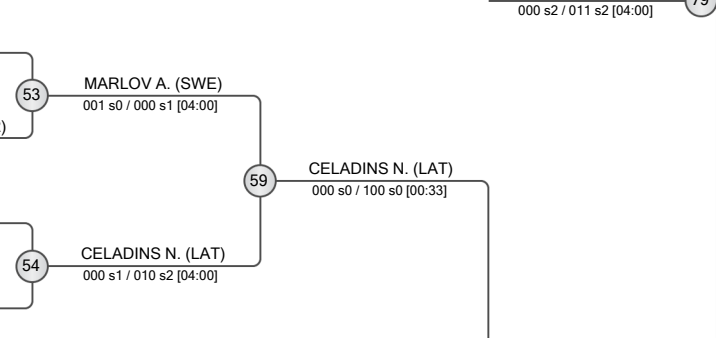 79
000 s2 / 011 s2 [04:00]
53
MARLOV A. (SWE)
001 s0 / 000 s1 [04:00]
)
59
CELADINS N. (LAT)
000 s0 / 100 s0 [00:33]
54
CELADINS N. (LAT)
000 s1 / 010 s2 [04:00]